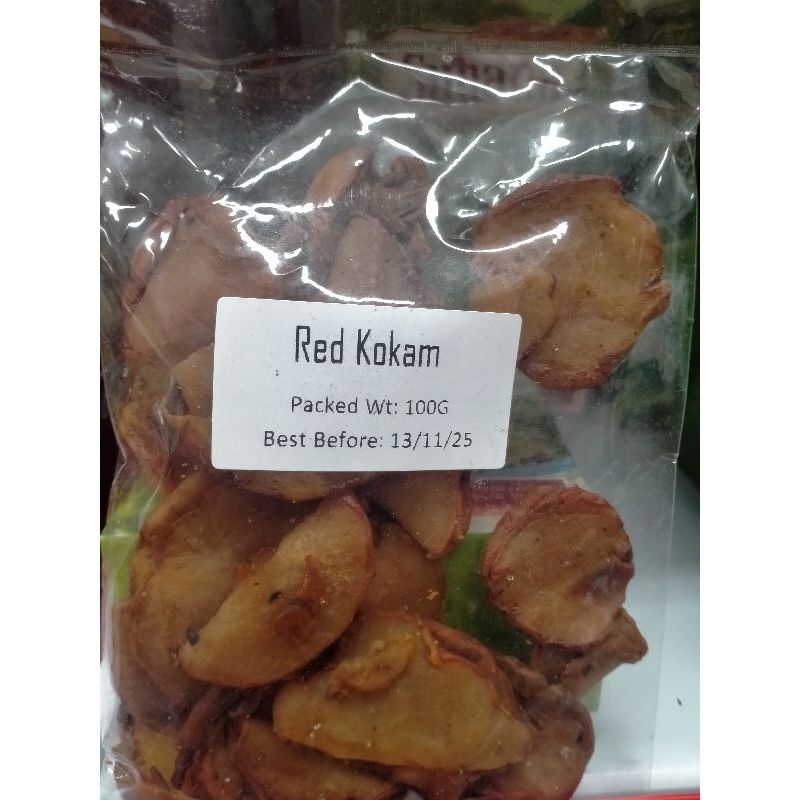 Red Kokam
Packed Wt: 100G
Best Before: 13/11/25